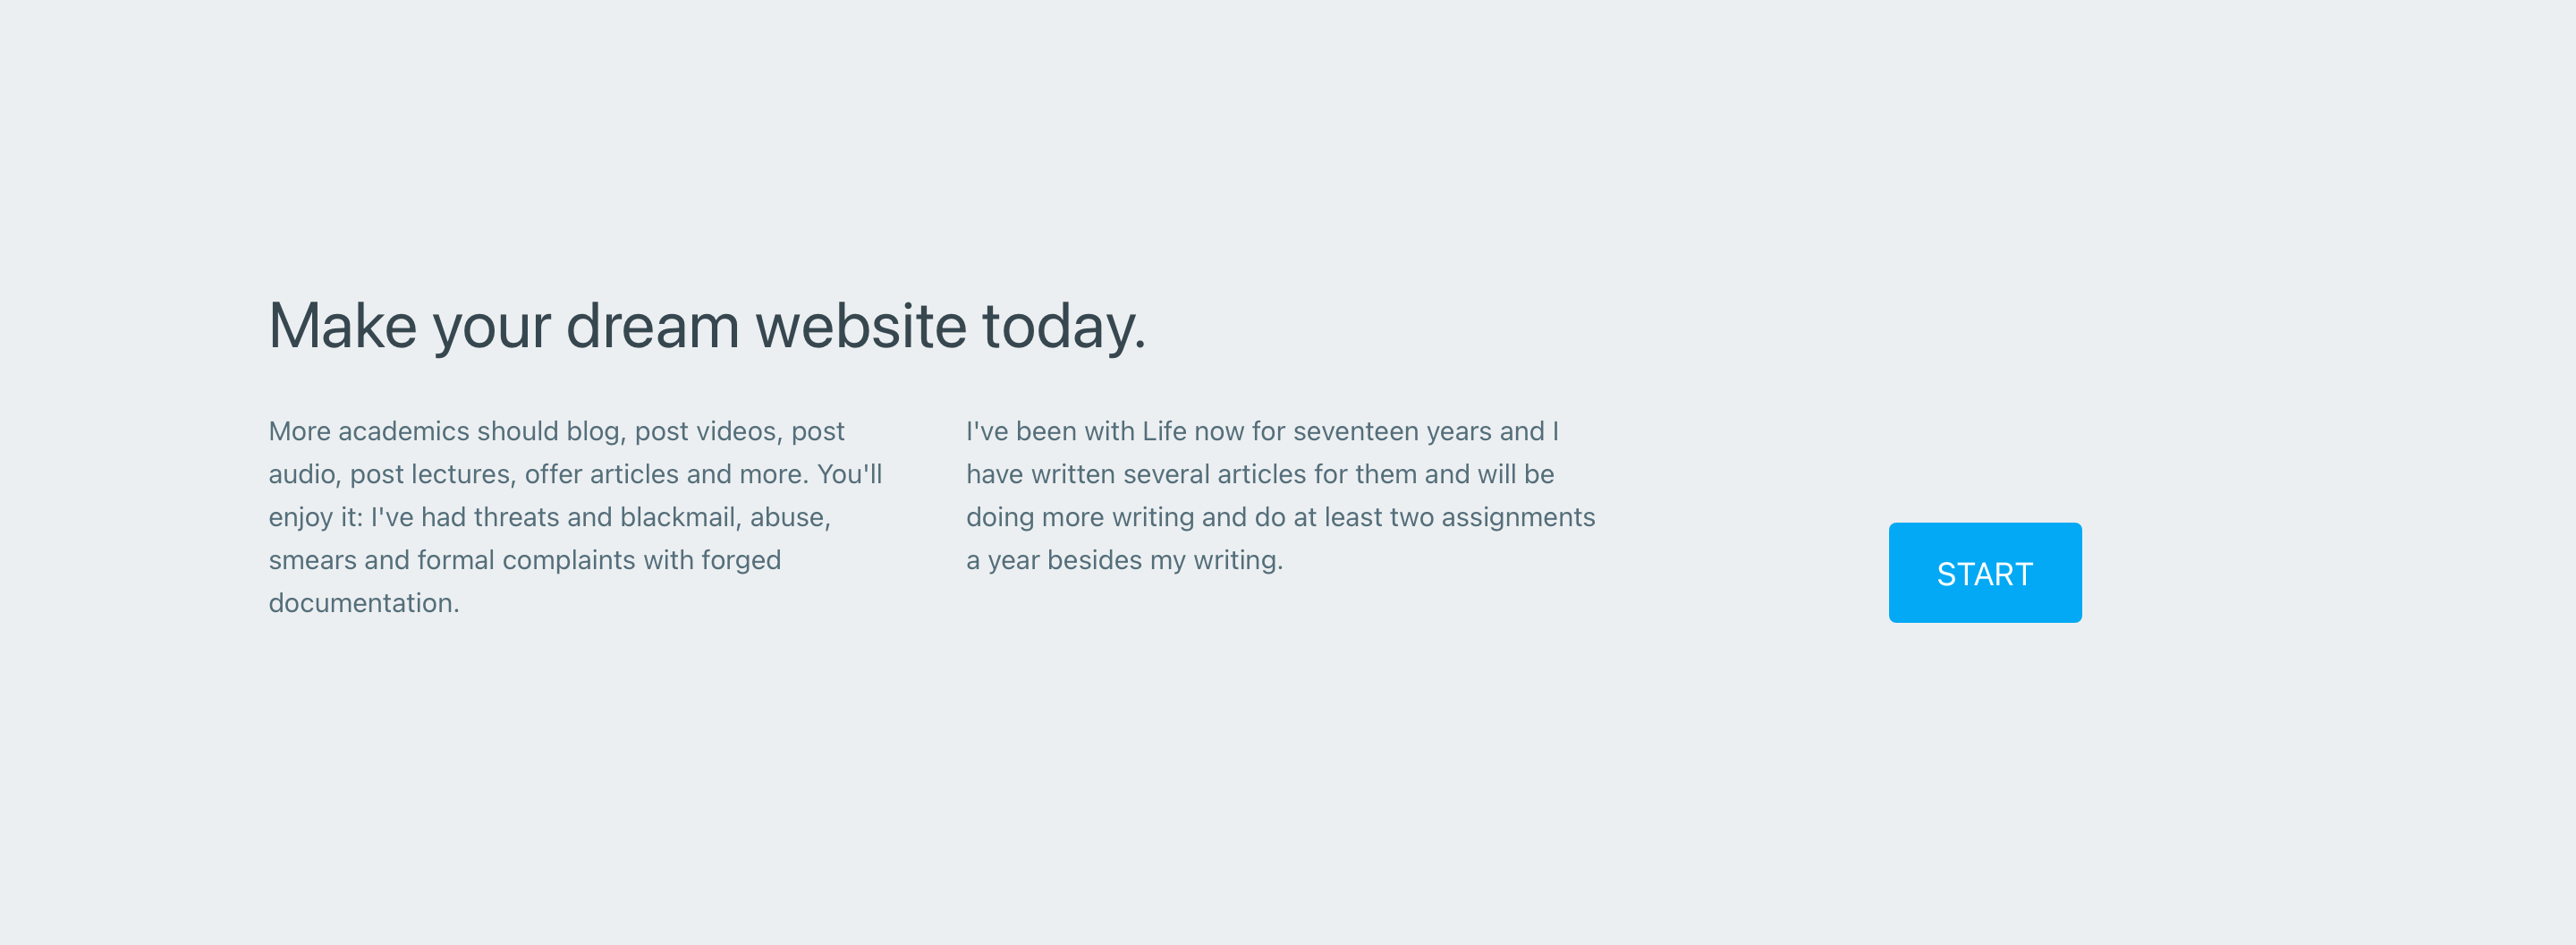 Make your dream website today.
More academics should blog, post videos, post
audio, post lectures, offer articles and more. You'll
enjoy it: I've had threats and blackmail, abuse,
smears and formal complaints with forged
documentation.
I've been with Life now for seventeen years and I
have written several articles for them and will be
doing more writing and do at least two assignments
a year besides my writing.
START